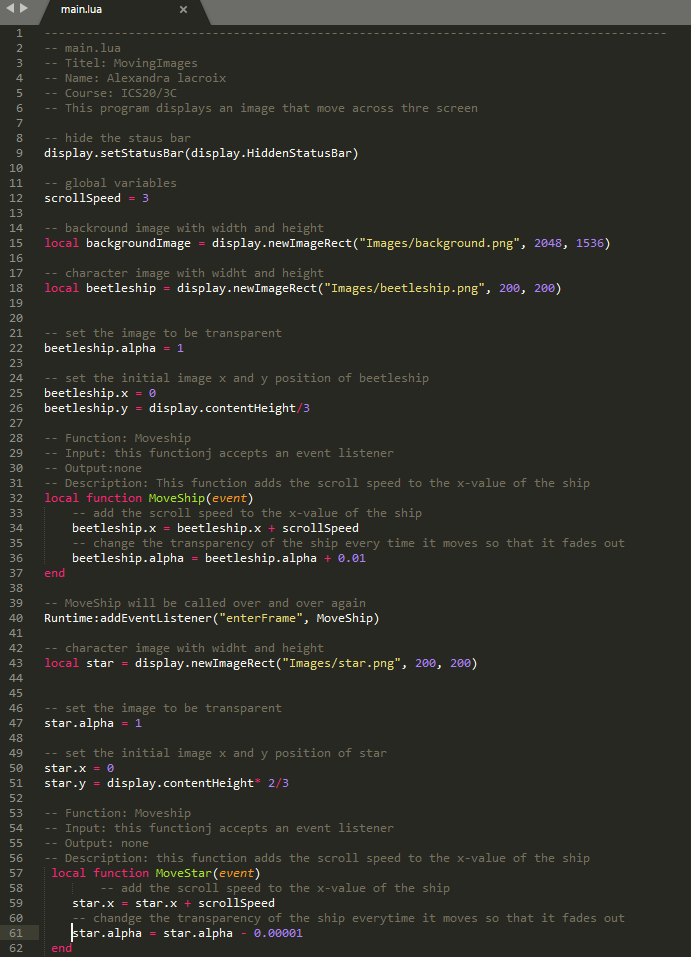 main.lua ×
1 -----------------------------------------------------------------------------------------
2 -- main.lua
3 -- Titel: MovingImages
4 -- Name: Alexandra lacroix
5 -- Course: ICS20/3C
6 -- This program displays an image that move across thre screen
7
8 -- hide the staus bar
9 display.setStatusBar(display.HiddenStatusBar)
10
11 -- global variables
12 scrollSpeed = 3
13
14 -- backround image with width and height
15 local backgroundImage = display.newImageRect("Images/background.png", 2048, 1536)
16
17 -- character image with widht and height
18 local beetleship = display.newImageRect("Images/beetleship.png", 200, 200)
19
20
21 -- set the image to be transparent
22 beetleship.alpha = 1
23
24 -- set the initial image x and y position of beetleship
25 beetleship.x = 0
26 beetleship.y = display.contentHeight/3
27
28 -- Function: Moveship
29 -- Input: this functionj accepts an event listener
30 -- Output:none
31 -- Description: This function adds the scroll speed to the x-value of the ship
32 local function MoveShip(event)
33 -- add the scroll speed to the x-value of the ship
34 beetleship.x = beetleship.x + scrollSpeed
35 -- change the transparency of the ship every time it moves so that it fades out
36 beetleship.alpha = beetleship.alpha + 0.01
37 end
38
39 -- MoveShip will be called over and over again
40 Runtime:addEventListener("enterFrame", MoveShip)
41
42 -- character image with widht and height
43 local star = display.newImageRect("Images/star.png", 200, 200)
44
45
46 -- set the image to be transparent
47 star.alpha = 1
48
49 -- set the initial image x and y position of star
50 star.x = 0
51 star.y = display.contentHeight* 2/3
52
53 -- Function: Moveship
54 -- Input: this functionj accepts an event listener
55 -- Output: none
56 -- Description: this function adds the scroll speed to the x-value of the ship
57 local function MoveStar(event)
58 -- add the scroll speed to the x-value of the ship
59 star.x = star.x + scrollSpeed
60 -- chandge the transparency of the ship everytime it moves so that it fades out
61 star.alpha = star.alpha - 0.00001
62 end